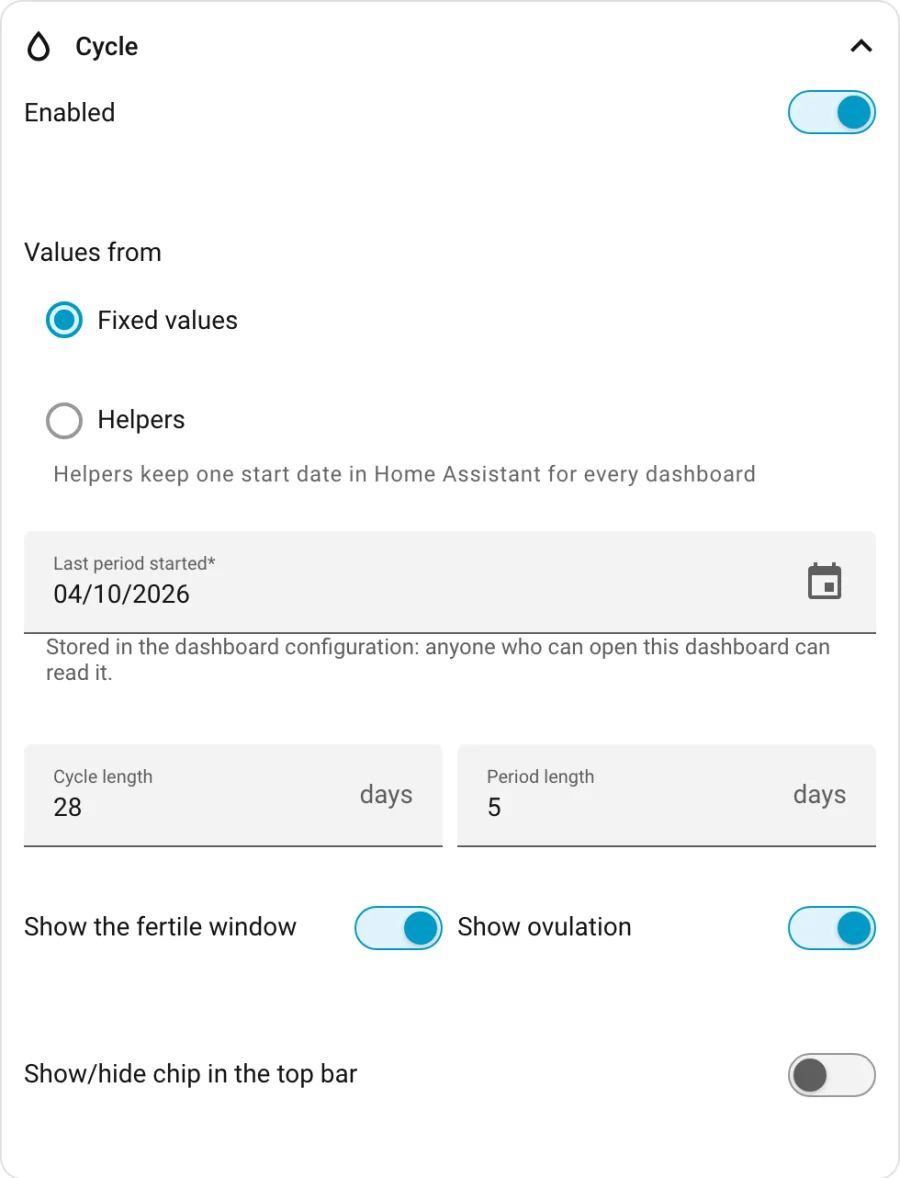 Cycle
Enabled
Values from
Fixed values
Helpers
Helpers keep one start date in Home Assistant for every dashboard
Last period started*
04/10/2026
Stored in the dashboard configuration: anyone who can open this dashboard can
read it.
Cycle length
28
days
Period length
5
days
Show the fertile window
Show ovulation
Show/hide chip in the top bar